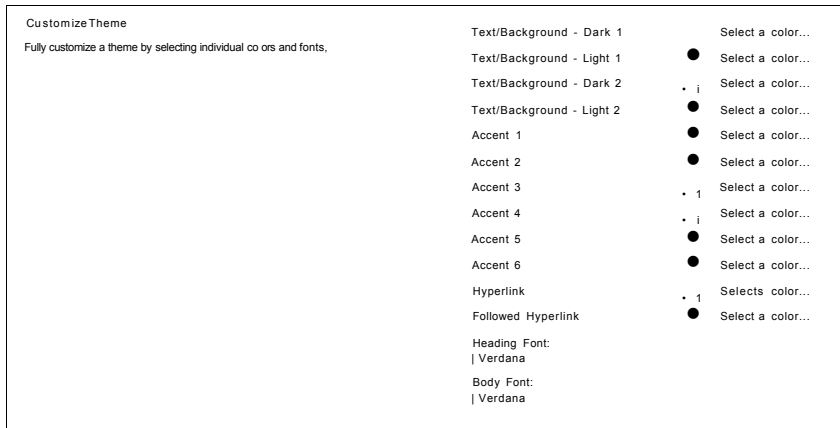 Customize Theme
Fully customize a theme by selecting individual co ors and fonts,
Text/Background - Dark 1 Select a color...
Text/Background - Light 1 ● Select a color...
Text/Background - Dark 2 • i Select a color...
Text/Background - Light 2 ● Select a color...
Accent 1 ● Select a color...
Accent 2 ● Select a color...
Accent 3 • 1 Select a color...
Accent 4 • i Select a color...
Accent 5 ● Select a color...
Accent 6 ● Select a color...
Hyperlink • 1 Selects color...
Followed Hyperlink ● Select a color...
Heading Font:
| Verdana
Body Font:
| Verdana